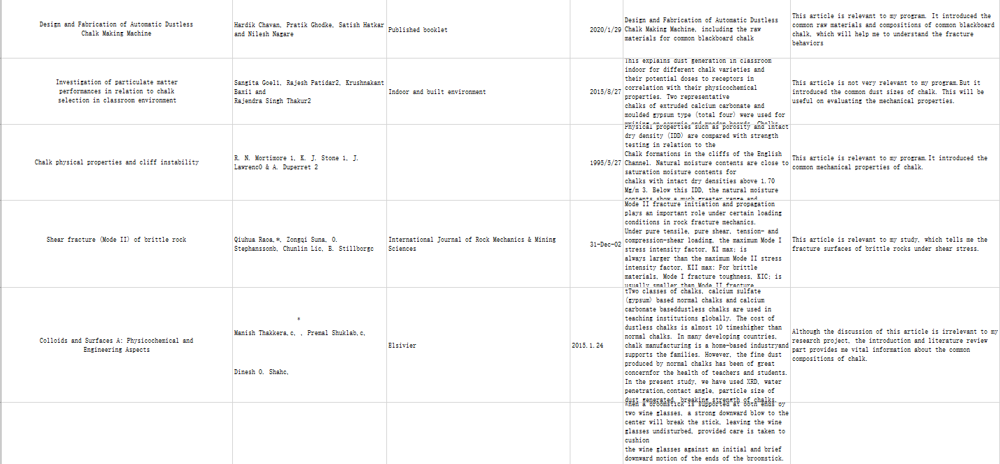 Design and Fabrication of Automatic Dustless
Chalk Making Machine
Hardik Chavan, Pratik Ghodke, Satish Hatkar
and Nilesh Nagare
Published booklet
2020/1/29
Design and Fabrication of Automatic Dustless
Chalk Making Machine, including the raw
materials for common blackboard chalk
This article is relevant to my program. It introduced the
common raw materials and compositions of common blackboard
chalk, which will help me to understand the fracture
behaviors
Investigation of particulate matter
performances in relation to chalk
selection in classroom environment
Sangita Goel1, Rajesh Patidar2, Krushnakant
Baxi1 and
Rajendra Singh Thakur2
Indoor and built environment
2015/8/27
This explains dust generation in classroom
indoor for different chalk varieties and
their potential doses to receptors in
correlation with their physicochemical
properties. Two representative
chalks of extruded calcium carbonate and
moulded gypsum type (total four) were used for
writing on ceramic and wooden boards. Chalks
This article is not very relevant to my program.But it
introduced the common dust sizes of chalk. This will be
useful on evaluating the mechanical properties.
Chalk physical properties and cliff instability
R. N. Mortimore 1, K. J. Stone 1, J.
Lawrenc0 & A. Duperret 2
1995/5/27
Physical properties such as porosity and intact
dry density (IDD) are compared with strength
testing in relation to the
Chalk formations in the cliffs of the English
Channel. Natural moisture contents are close to
saturation moisture contents for
chalks with intact dry densities above 1.70
Mg/m 3. Below this IDD, the natural moisture
contents show a much greater range and
This article is relevant to my program.It introduced the
common mechanical properties of chalk.
Shear fracture (Mode II) of brittle rock
Qiuhua Raoa,*, Zongqi Suna, O.
Stephanssonb, Chunlin Lic, B. Stillborgc
International Journal of Rock Mechanics & Mining
Sciences
31-Dec-02
Mode II fracture initiation and propagation
plays an important role under certain loading
conditions in rock fracture mechanics.
Under pure tensile, pure shear, tension- and
compression-shear loading, the maximum Mode I
stress intensity factor, KI max; is
always larger than the maximum Mode II stress
intensity factor, KII max: For brittle
materials, Mode I fracture toughness, KIC; is
usually smaller than Mode II fracture
This article is relevant to my study, which tells me the
fracture surfaces of brittle rocks under shear stress.
Colloids and Surfaces A: Physicochemical and
Engineering Aspects
*
Manish Thakkera,c, , Premal Shuklab,c,
Dinesh O. Shahc,
Elsivier
2015.1.24
tTwo classes of chalks, calcium sulfate
(gypsum) based normal chalks and calcium
carbonate baseddustless chalks are used in
teaching institutions globally. The cost of
dustless chalks is almost 10 timeshigher than
normal chalks. In many developing countries,
chalk manufacturing is a home-based industryand
supports the families. However, the fine dust
produced by normal chalks has been of great
concernfor the health of teachers and students.
In the present study, we have used XRD, water
penetration,contact angle, particle size of
dust generated, breaking strength of chalks,
Although the discussion of this article is irrelevant to my
research project, the introduction and literature review
part provides me vital information about the common
compositions of chalk.
When a broomstick is supported at both ends by
two wine glasses, a strong downward blow to the
center will break the stick, leaving the wine
glasses undisturbed, provided care is taken to
cushion
the wine glasses against an initial and brief
downward motion of the ends of the broomstick.